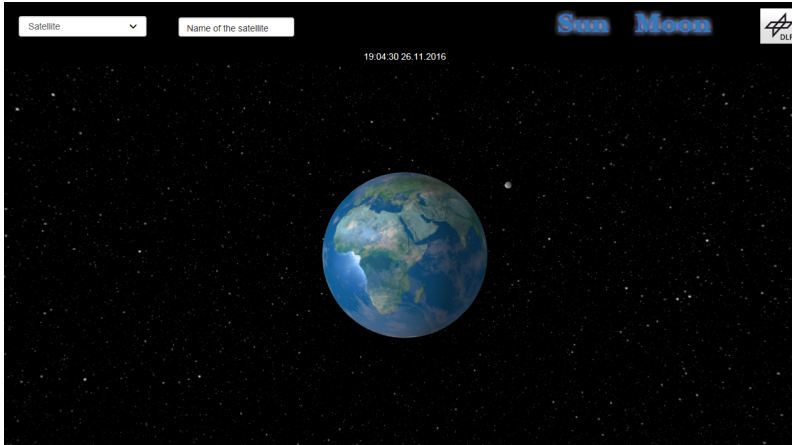 Satellite
Name of the satellite
Sun Moon
DLR
19:04:30 26.11.2016